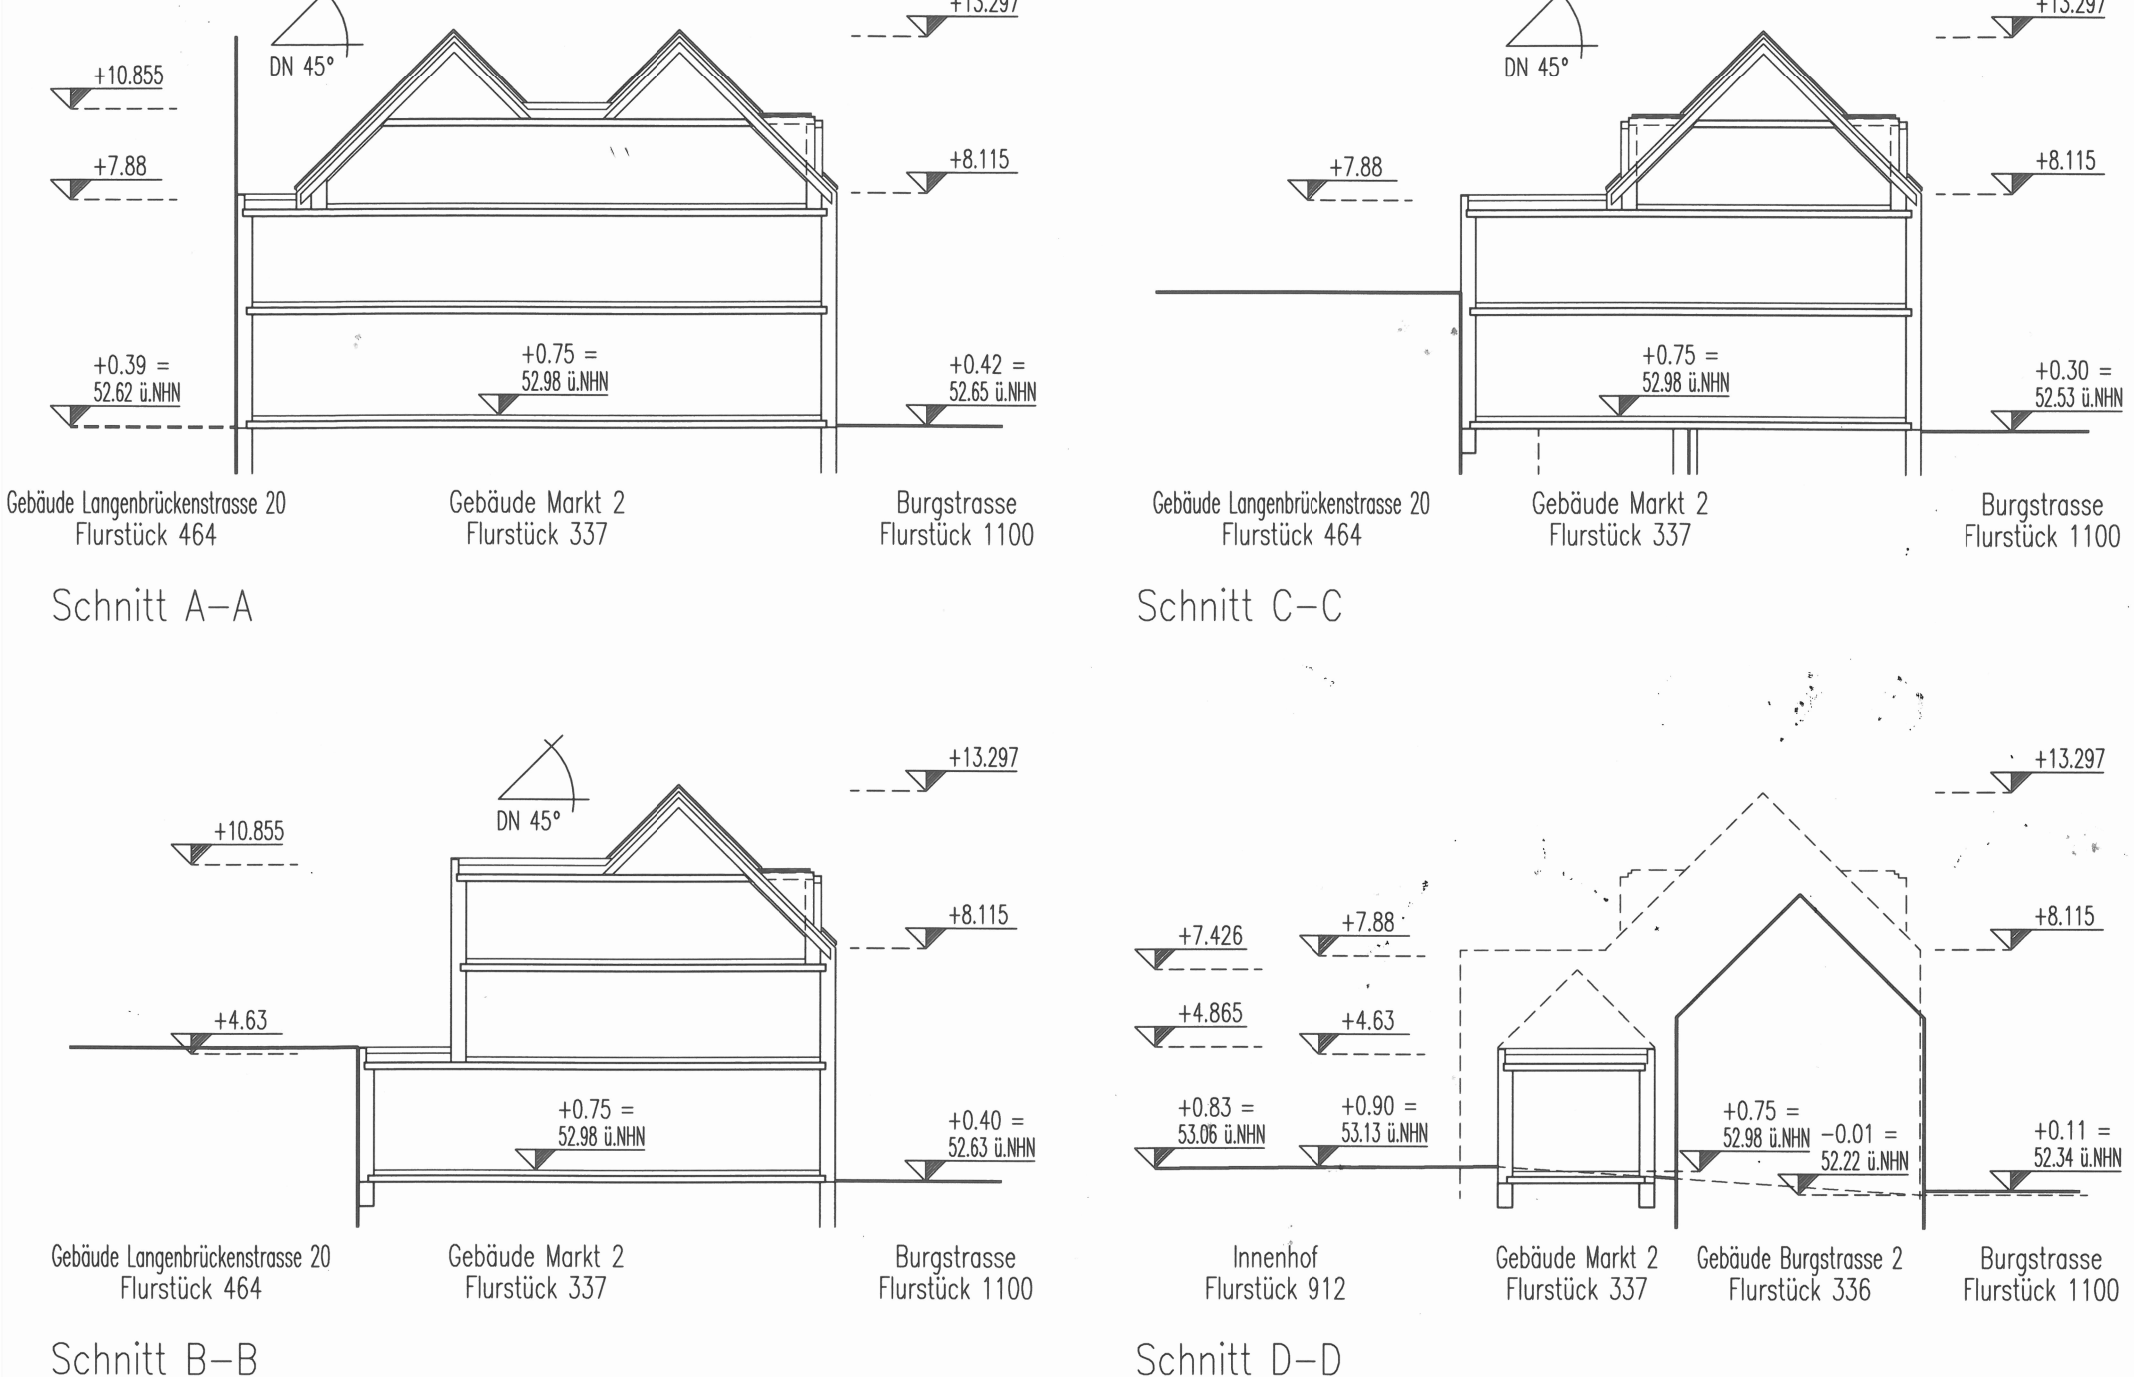 +13.297
DN 45°
+10.855
+7.88
+8.115
+0.39 =
52.62 ü.NHN
+0.75 =
52.98 ü.NHN
+0.42 =
52.65 ü.NHN
Gebäude Langenbrückenstrasse 20
Flurstück 464
Gebäude Markt 2
Flurstück 337
Burgstrasse
Flurstück 1100
Schnitt A–A
+13.297
DN 45°
+7.88
+8.115
+0.75 =
52.98 ü.NHN
+0.30 =
52.53 ü.NHN
Gebäude Langenbrückenstrasse 20
Flurstück 464
Gebäude Markt 2
Flurstück 337
Burgstrasse
Flurstück 1100
Schnitt C–C
+13.297
DN 45°
+10.855
+8.115
+4.63
+0.75 =
52.98 ü.NHN
+0.40 =
52.63 ü.NHN
Gebäude Langenbrückenstrasse 20
Flurstück 464
Gebäude Markt 2
Flurstück 337
Burgstrasse
Flurstück 1100
Schnitt B–B
+13.297
+7.426
+7.88
+8.115
+4.865
+4.63
+0.83 =
53.06 ü.NHN
+0.90 =
53.13 ü.NHN
+0.75 =
52.98 ü.NHN
–0.01 =
52.22 ü.NHN
+0.11 =
52.34 ü.NHN
Innenhof
Flurstück 912
Gebäude Markt 2
Flurstück 337
Gebäude Burgstrasse 2
Flurstück 336
Burgstrasse
Flurstück 1100
Schnitt D–D